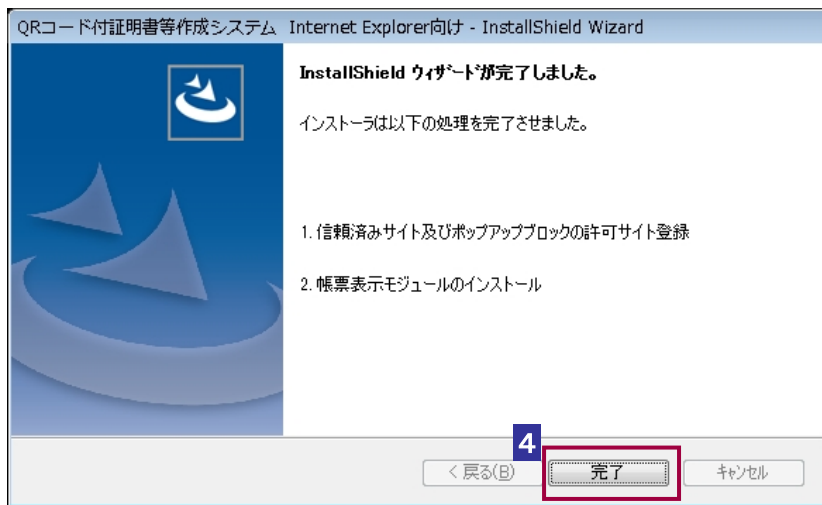 QRコード付証明書等作成システム Internet Explorer向け - InstallShield Wizard
InstallShield ウィザードが完了しました。
インストーラは以下の処理を完了させました。
1. 信頼済みサイト及びポップアップブロックの許可サイト登録
2. 帳票表示モジュールのインストール
4
< 戻る(B)
完了
キャンセル